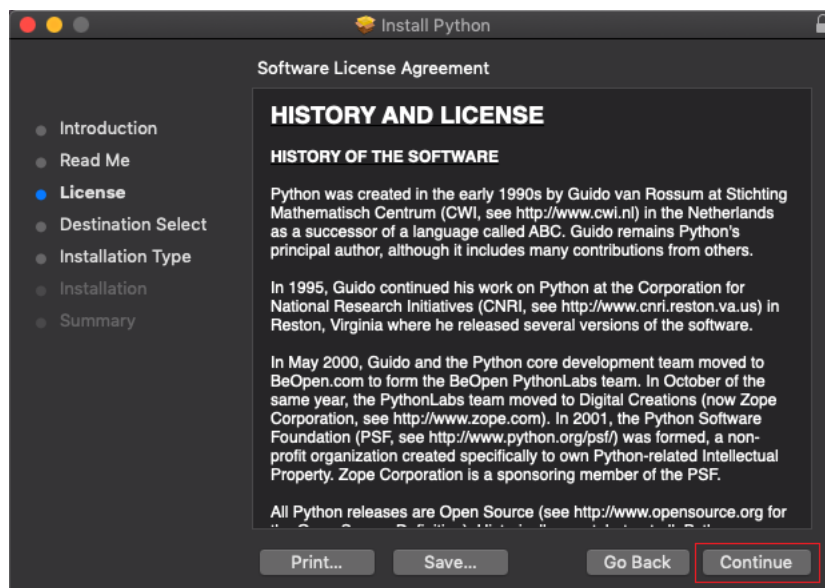 Install Python
Software License Agreement
Introduction
Read Me
License
Destination Select
Installation Type
Installation
Summary
HISTORY AND LICENSE
HISTORY OF THE SOFTWARE
Python was created in the early 1990s by Guido van Rossum at Stichting
Mathematisch Centrum (CWI, see http://www.cwi.nl) in the Netherlands
as a successor of a language called ABC. Guido remains Python's
principal author, although it includes many contributions from others.
In 1995, Guido continued his work on Python at the Corporation for
National Research Initiatives (CNRI, see http://www.cnri.reston.va.us) in
Reston, Virginia where he released several versions of the software.
In May 2000, Guido and the Python core development team moved to
BeOpen.com to form the BeOpen PythonLabs team. In October of the
same year, the PythonLabs team moved to Digital Creations (now Zope
Corporation, see http://www.zope.com). In 2001, the Python Software
Foundation (PSF, see http://www.python.org/psf/) was formed, a non-
profit organization created specifically to own Python-related Intellectual
Property. Zope Corporation is a sponsoring member of the PSF.
All Python releases are Open Source (see http://www.opensource.org for
Print...
Save...
Go Back
Continue